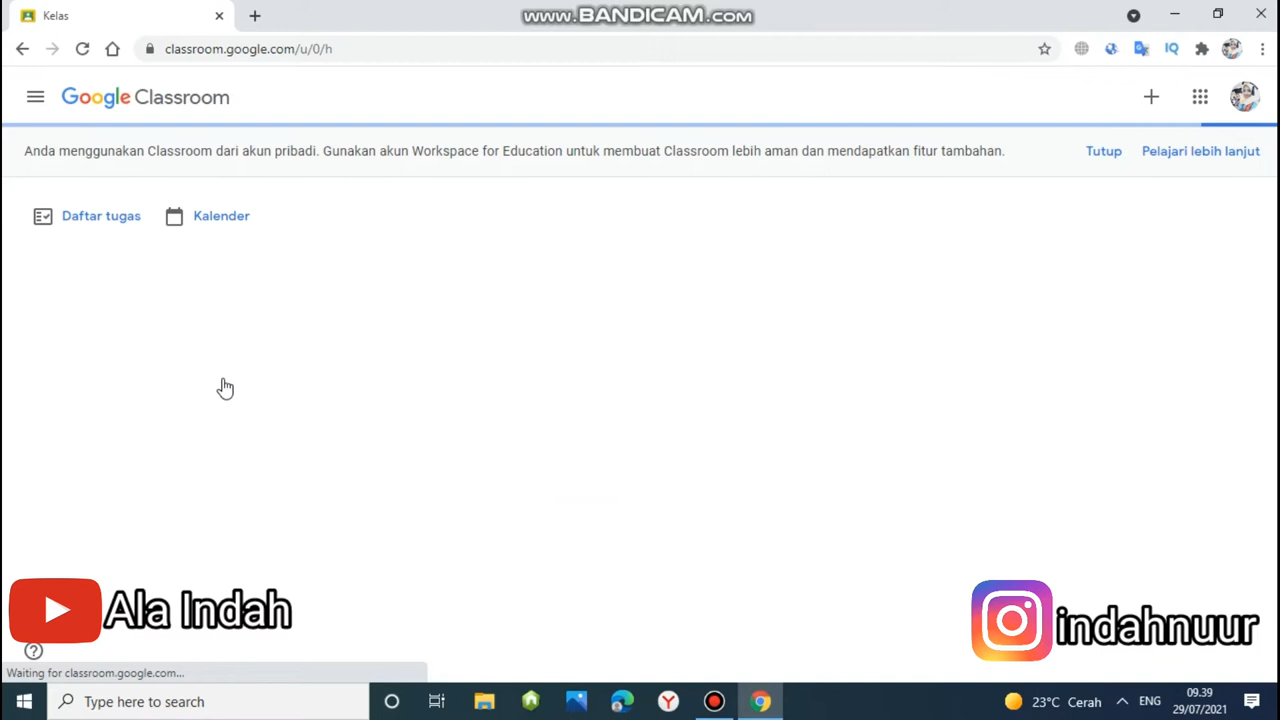 Kelas
www.BANDICAM.com
classroom.google.com/u/0/h
Google Classroom
Anda menggunakan Classroom dari akun pribadi. Gunakan akun Workspace for Education untuk membuat Classroom lebih aman dan mendapatkan fitur tambahan.
Tutup
Pelajari lebih lanjut
Daftar tugas
Kalender
Ala Indah
indahnuur
Waiting for classroom.google.com...
Type here to search
23°C Cerah
ENG
09.39
29/07/2021